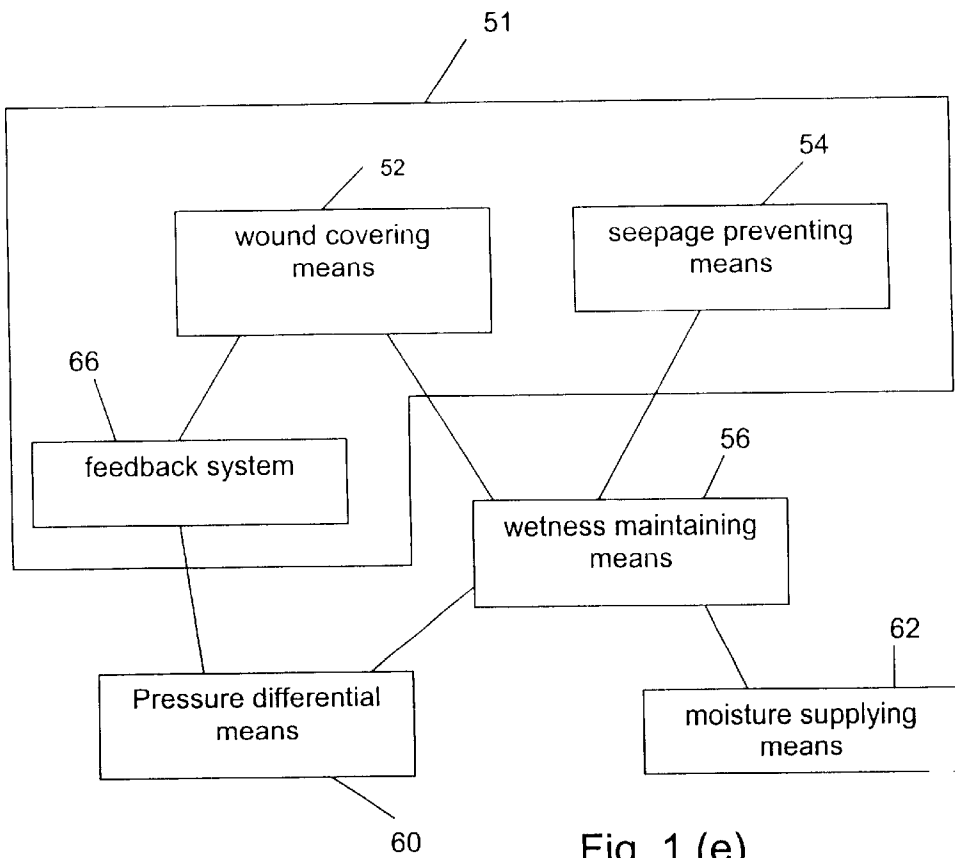 51
52
54
wound covering
means
seepage preventing
means
66
feedback system
56
wetness maintaining
means
62
Pressure differential
means
moisture supplying
means
60
Fig. 1 (e)